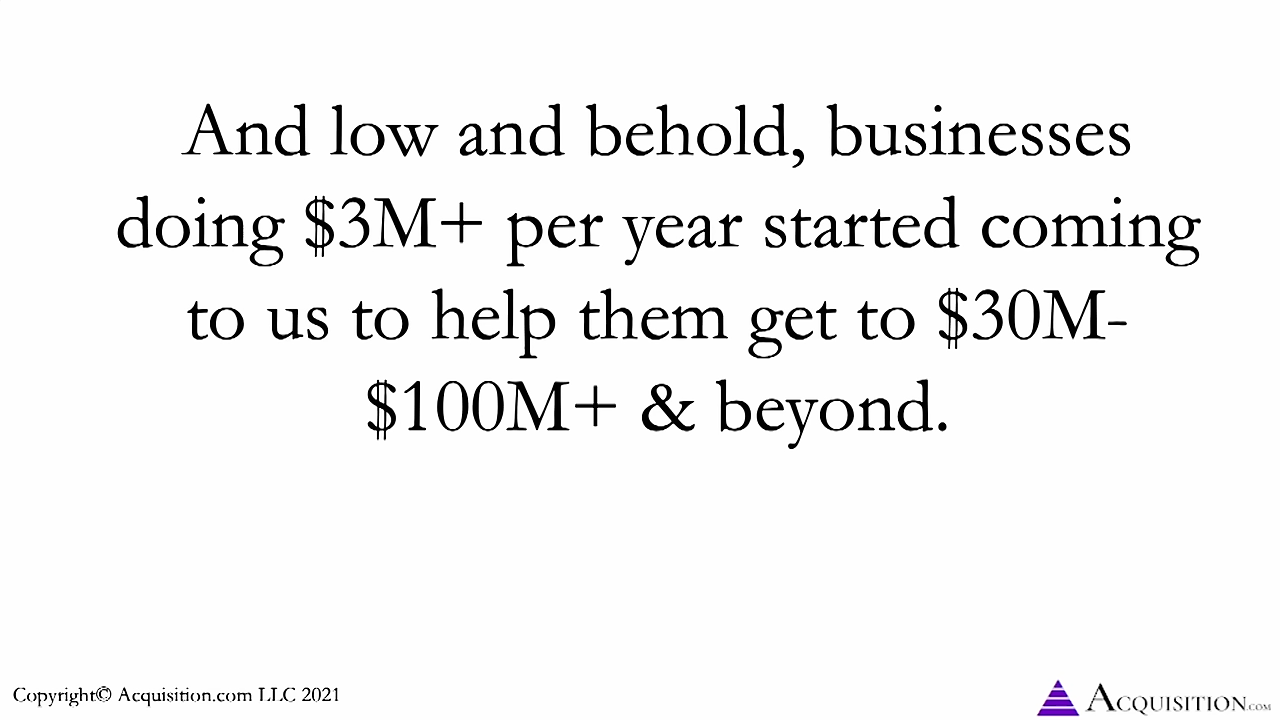 And low and behold, businesses
doing $3M+ per year started coming
to us to help them get to $30M-
$100M+ & beyond.
Copyright© Acquisition.com LLC 2021
ACQUISITION.COM